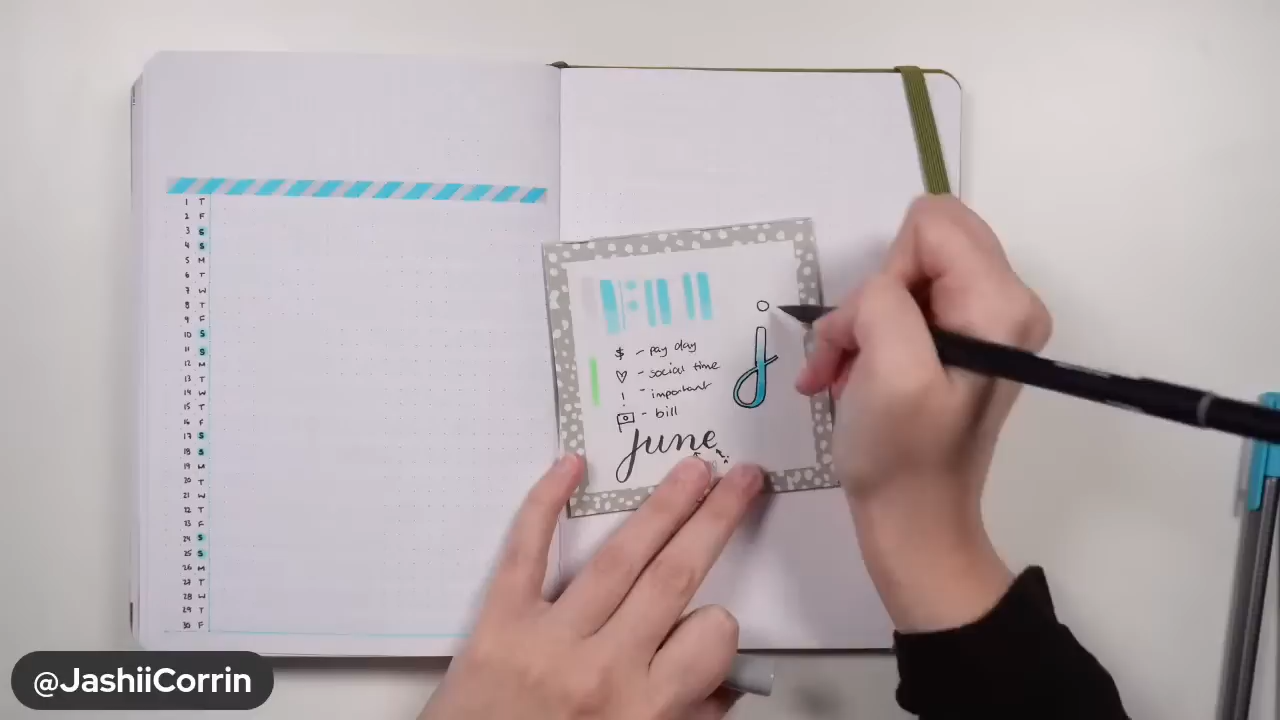 1 T
2 F
3 S
4 S
5 M
6 T
7 W
8 T
9 F
10 S
11 S
12 M
13 T
14 W
15 T
16 F
17 S
18 S
19 M
20 T
21 W
22 T
23 F
24 S
25 S
26 M
27 T
28 W
29 T
30 F
$ - pay day
♡ - social time
! - important
- bill
june
j
@JashiiCorrin